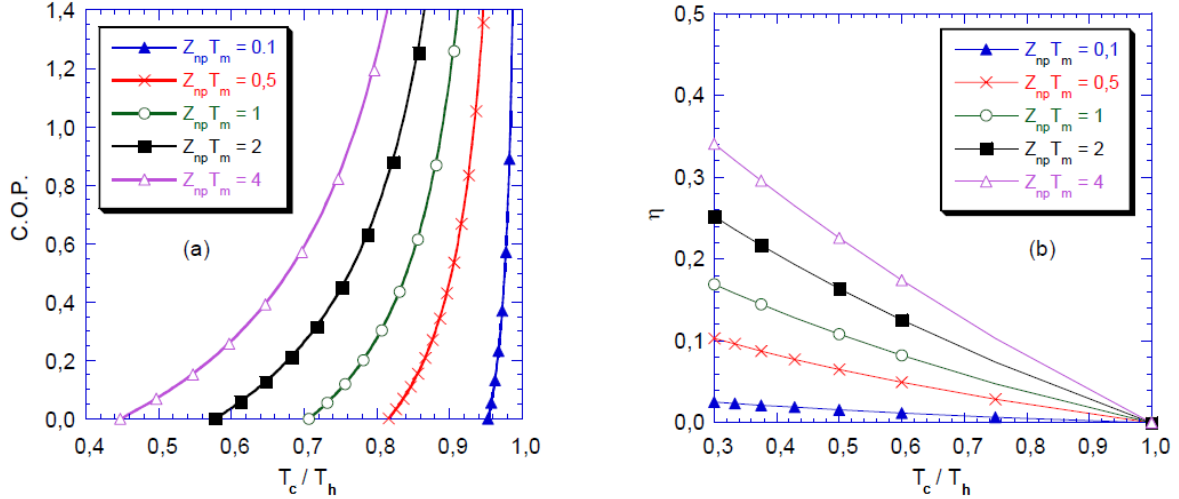 1,4
1,2
1,0
0,8
0,6
0,4
0,2
0,0
C.O.P.
Z_np T_m = 0.1
Z_np T_m = 0,5
Z_np T_m = 1
Z_np T_m = 2
Z_np T_m = 4
(a)
0,4 0,5 0,6 0,7 0,8 0,9 1,0
T_c / T_h
0,5
0,4
0,3
0,2
0,1
0,0
η
Z_np T_m = 0,1
Z_np T_m = 0,5
Z_np T_m = 1
Z_np T_m = 2
Z_np T_m = 4
(b)
0,3 0,4 0,5 0,6 0,7 0,8 0,9 1,0
T_c / T_h